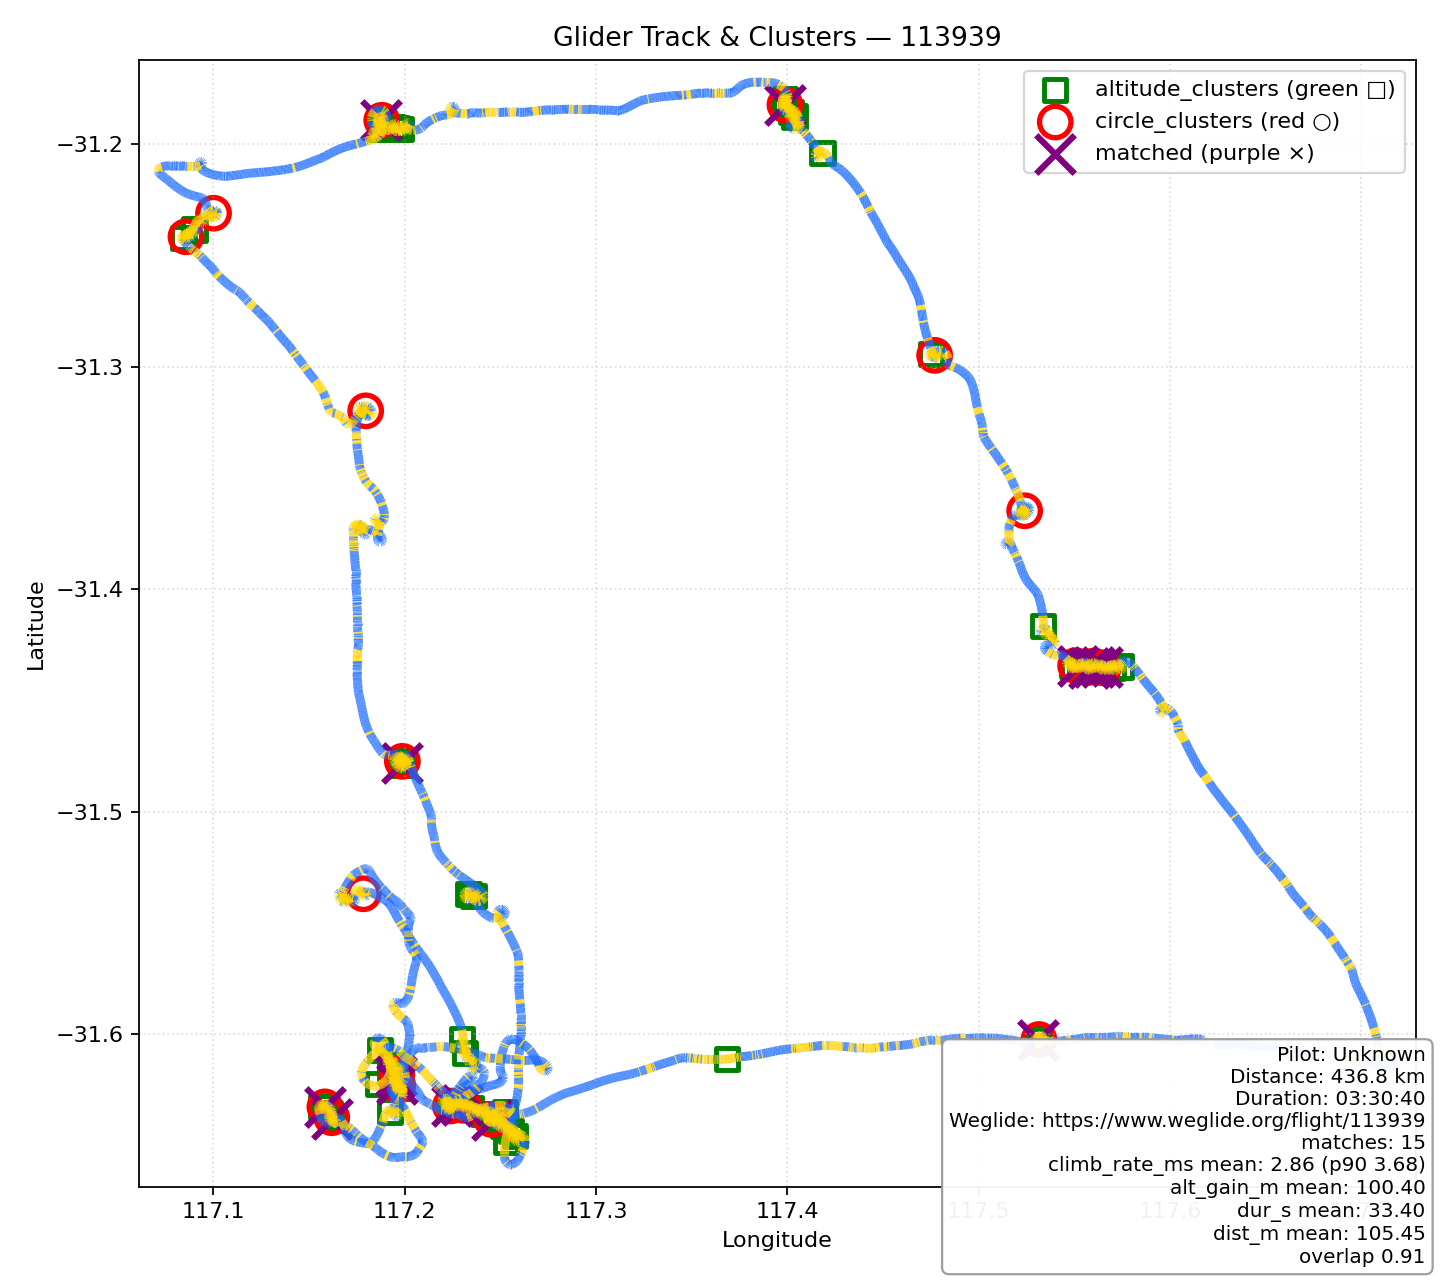 Glider Track & Clusters — 113939
altitude_clusters (green □)
circle_clusters (red ○)
matched (purple ×)
Latitude
−31.2
−31.3
−31.4
−31.5
−31.6
Pilot: Unknown
Distance: 436.8 km
Duration: 03:30:40
Weglide: https://www.weglide.org/flight/113939
matches: 15
climb_rate_ms mean: 2.86 (p90 3.68)
alt_gain_m mean: 100.40
dur_s mean: 33.40
dist_m mean: 105.45
overlap 0.91
117.1 117.2 117.3 117.4 117.5 117.6
Longitude